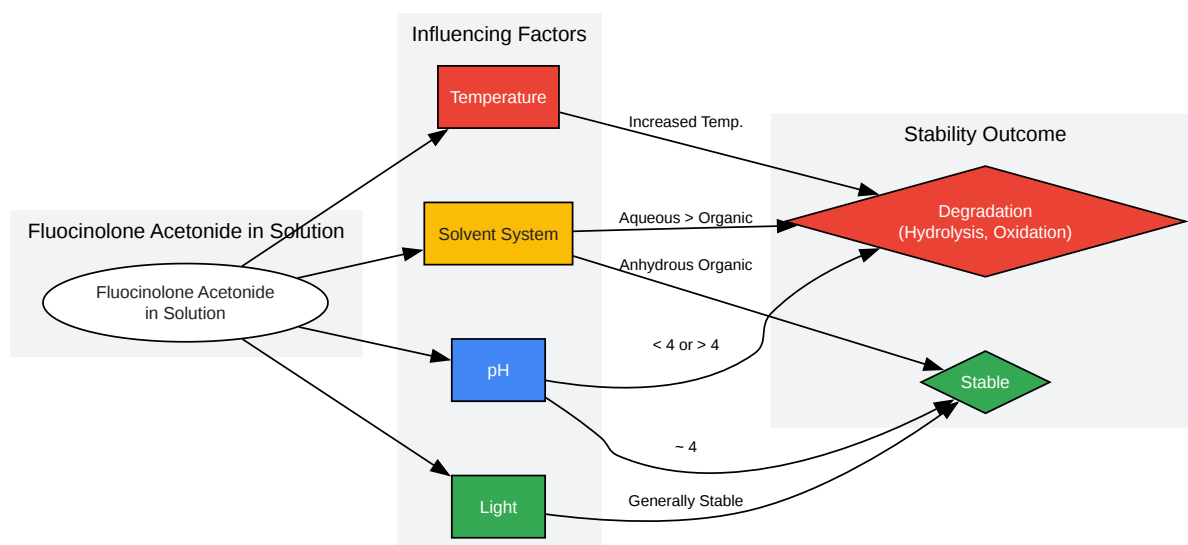 Influencing Factors
Temperature
Increased Temp.
Stability Outcome
Fluocinolone Acetonide in Solution
Fluocinolone Acetonide
in Solution
Solvent System
Aqueous > Organic
Anhydrous Organic
Degradation
(Hydrolysis, Oxidation)
pH
< 4 or > 4
~ 4
Stable
Light
Generally Stable